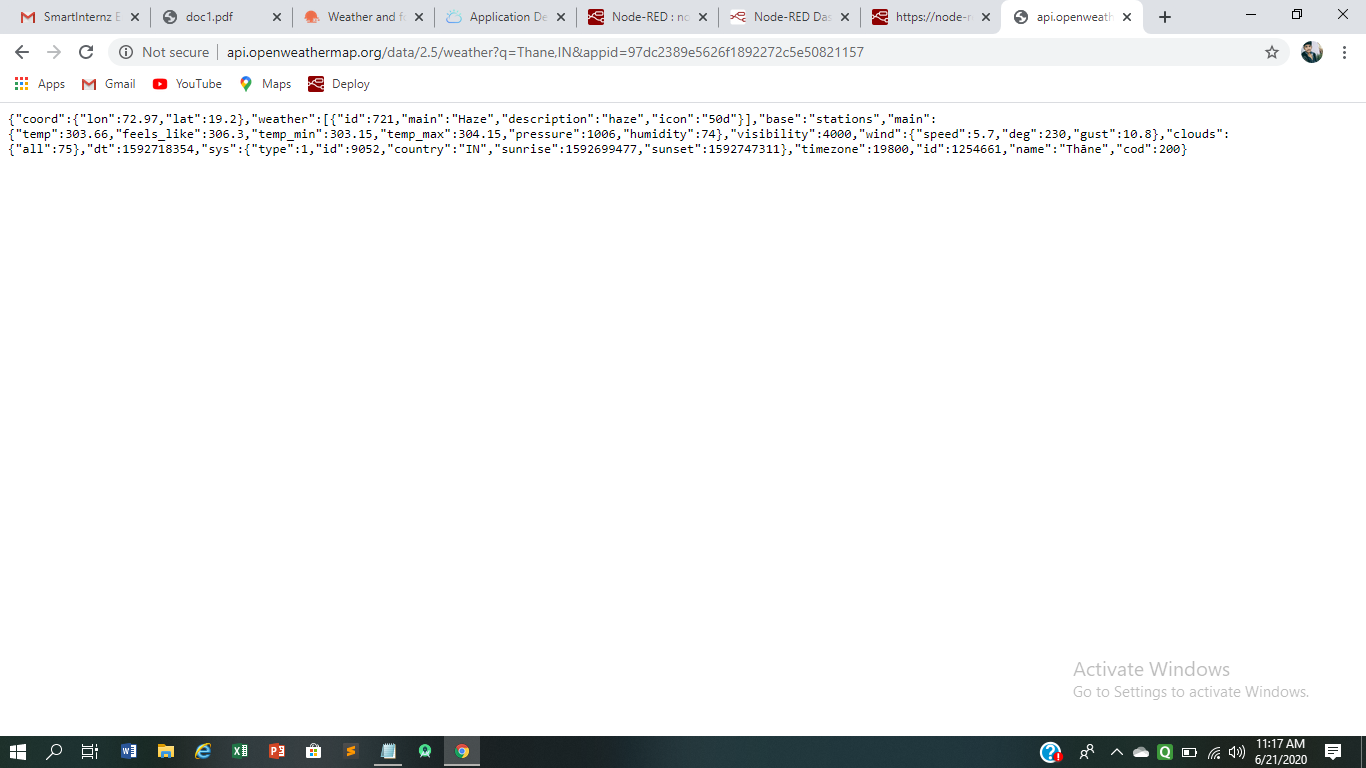 SmartInternz E
doc1.pdf
Weather and fo
Application De
Node-RED : no
Node-RED Das
https://node-r
api.openweath
Not secure
api.openweathermap.org/data/2.5/weather?q=Thane,IN&appid=97dc2389e5626f1892272c5e50821157
Apps
Gmail
YouTube
Maps
Deploy
{"coord":{"lon":72.97,"lat":19.2},"weather":[{"id":721,"main":"Haze","description":"haze","icon":"50d"}],"base":"stations","main":
{"temp":303.66,"feels_like":306.3,"temp_min":303.15,"temp_max":304.15,"pressure":1006,"humidity":74},"visibility":4000,"wind":{"speed":5.7,"deg":230,"gust":10.8},"clouds":
{"all":75},"dt":1592718354,"sys":{"type":1,"id":9052,"country":"IN","sunrise":1592699477,"sunset":1592747311},"timezone":19800,"id":1254661,"name":"Thāne","cod":200}
Activate Windows
Go to Settings to activate Windows.
11:17 AM
6/21/2020